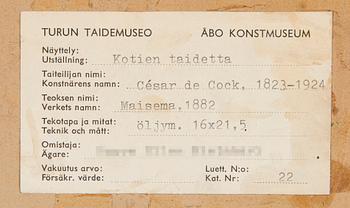 TURUN TAIDEMUSEO ÅBO KONSTMUSEUM
Näyttely:
Utställning: Kotien taidetta
Taiteilijan nimi:
Konstnärens namn: César de Cock, 1823-1924
Teoksen nimi:
Verkets namn: Maisema, 1882
Tekotapa ja mitat:
Teknik och mått: öljym. 16x21,5
Omistaja:
Ägare:
Vakuutus arvo: Luett. N:o:
Försäkr. värde: Kat. Nr: 22